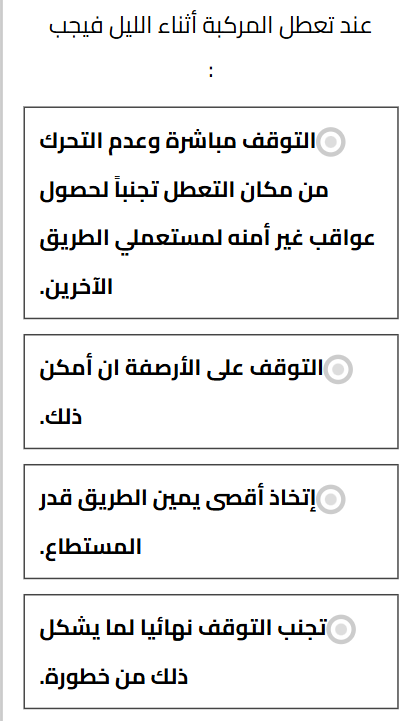 عند تعطل المركبة أثناء الليل فيجب
:
التوقف مباشرة وعدم التحرك
من مكان التعطل تجنباً لحصول
عواقب غير أمنه لمستعملي الطريق
الآخرين.
التوقف على الأرصفة ان أمكن
ذلك.
إتخاذ أقصى يمين الطريق قدر
المستطاع.
تجنب التوقف نهائيا لما يشكل
ذلك من خطورة.